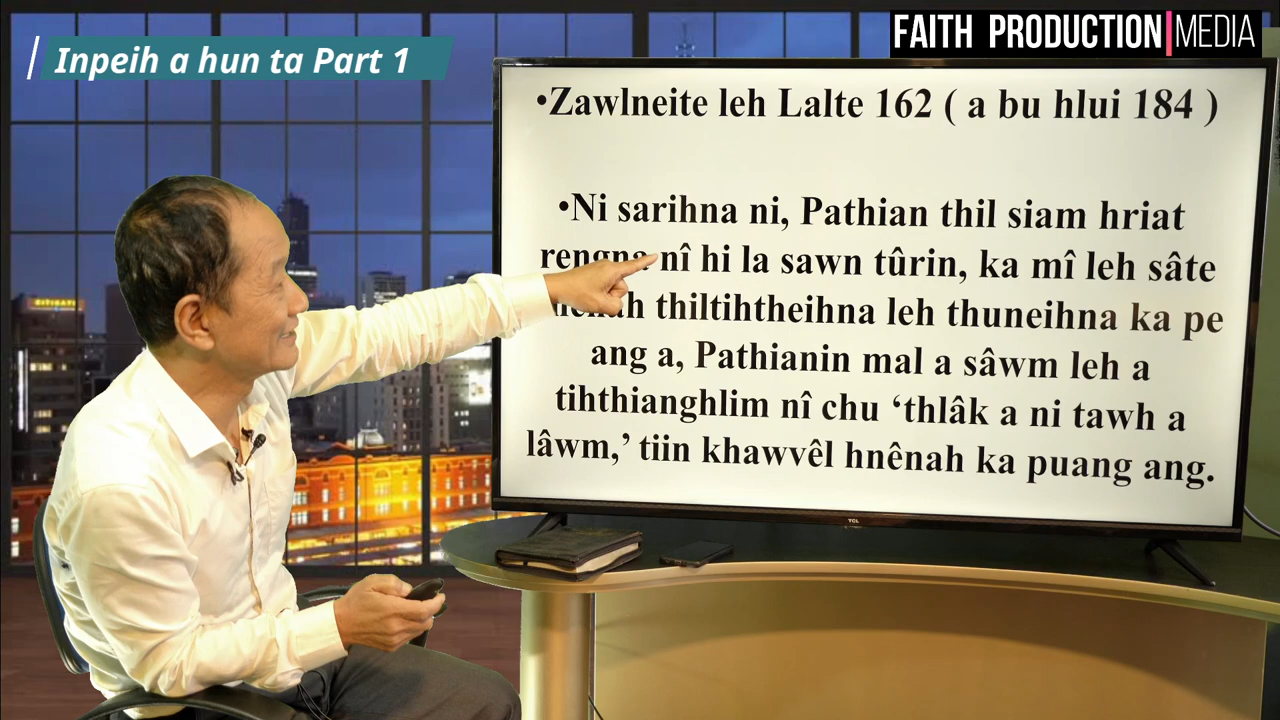 Inpeih a hun ta Part 1
FAITH PRODUCTION|MEDIA
•Zawlneite leh Lalte 162 ( a bu hlui 184 )
•Ni sarihna ni, Pathian thil siam hriat
nî hi la sawn tûrin, ka mî leh sâte
thiltihtheihna leh thuneihna ka pe
ang a, Pathianin mal a sâwm leh a
tihthianghlim nî chu ‘thlâk a ni tawh a
lâwm,’ tiin khawvêl hnênah ka puang ang.
TCL